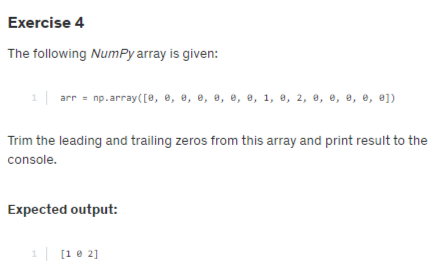 Exercise 4
The following NumPy array is given:
1 arr = np.array([0, 0, 0, 0, 0, 0, 0, 1, 0, 2, 0, 0, 0, 0, 0])
Trim the leading and trailing zeros from this array and print result to the
console.
Expected output:
1 [1 0 2]